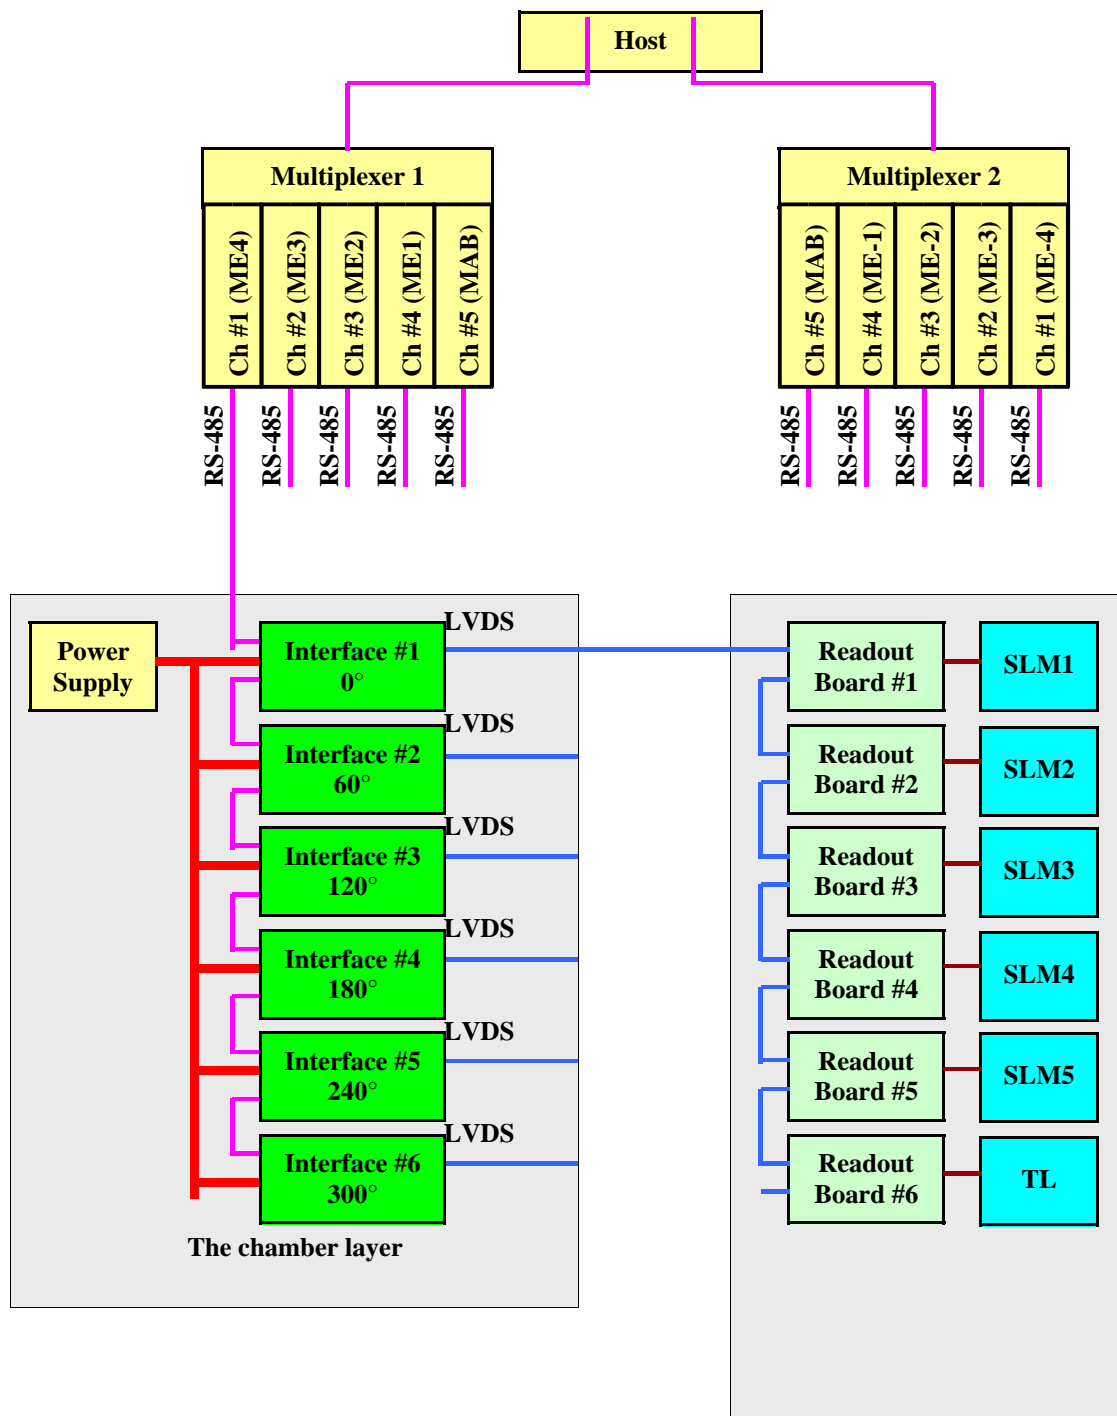 Host
Multiplexer 1
Multiplexer 2
Ch #1 (ME4)
Ch #2 (ME3)
Ch #3 (ME2)
Ch #4 (ME1)
Ch #5 (MAB)
Ch #5 (MAB)
Ch #4 (ME-1)
Ch #3 (ME-2)
Ch #2 (ME-3)
Ch #1 (ME-4)
RS-485
RS-485
RS-485
RS-485
RS-485
RS-485
RS-485
RS-485
RS-485
RS-485
Power
Supply
Interface #1
0°
LVDS
Interface #2
60°
LVDS
Interface #3
120°
LVDS
Interface #4
180°
LVDS
Interface #5
240°
LVDS
Interface #6
300°
LVDS
The chamber layer
Readout
Board #1
SLM1
Readout
Board #2
SLM2
Readout
Board #3
SLM3
Readout
Board #4
SLM4
Readout
Board #5
SLM5
Readout
Board #6
TL